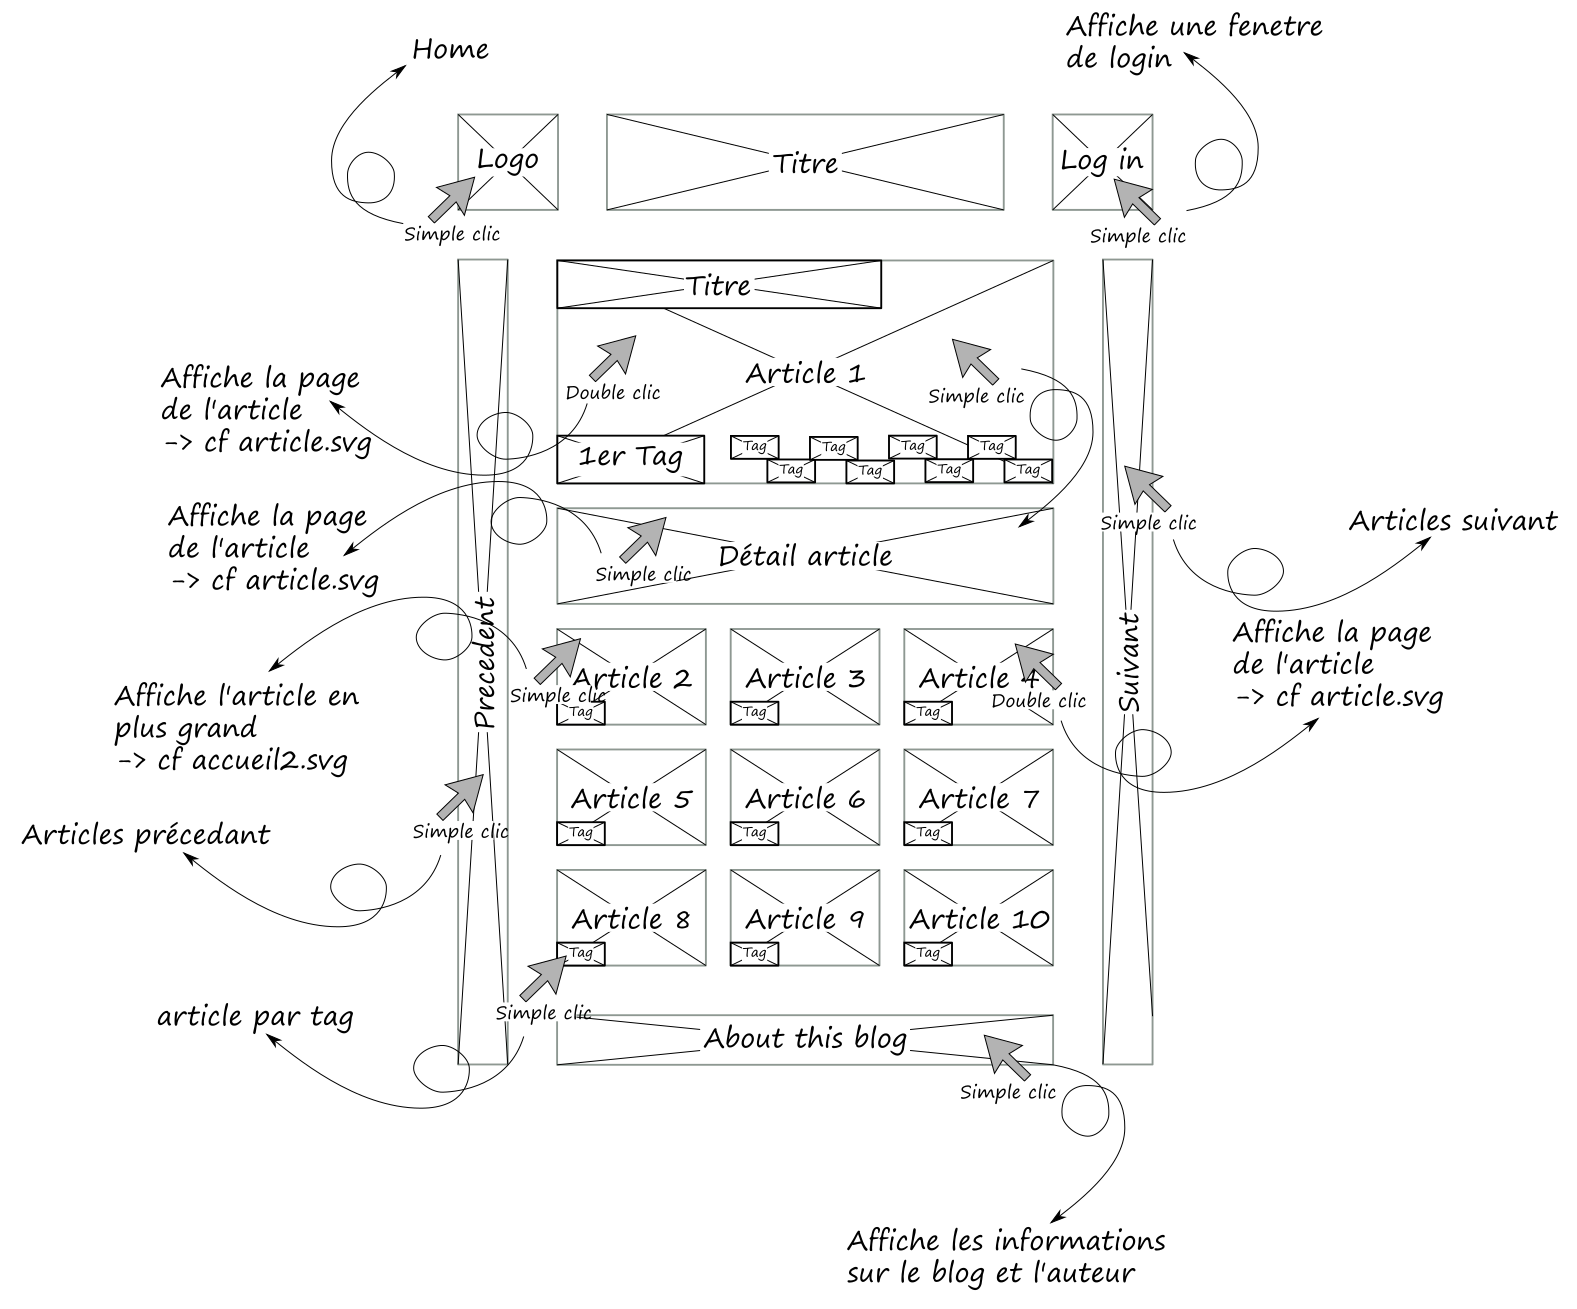 Home
Affiche une fenetre
de login
Logo
Titre
Log in
Simple clic
Simple clic
Titre
Article 1
Double clic
Simple clic
Affiche la page
de l'article
-> cf article.svg
1er Tag
Tag
Tag
Tag
Tag
Tag
Tag
Tag
Tag
Affiche la page
de l'article
-> cf article.svg
Détail article
Simple clic
Simple clic
Articles suivant
Precedent
Suivant
Affiche la page
de l'article
-> cf article.svg
Affiche l'article en
plus grand
-> cf accueil2.svg
Article 2
Simple clic
Tag
Article 3
Tag
Article 4
Double clic
Tag
Article 5
Tag
Article 6
Tag
Article 7
Tag
Simple clic
Articles précedant
Article 8
Tag
Article 9
Tag
Article 10
Tag
Simple clic
article par tag
About this blog
Simple clic
Affiche les informations
sur le blog et l'auteur